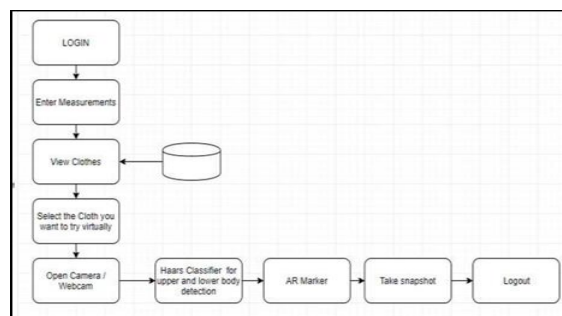 LOGIN
Enter Measurements
View Clothes
Select the Cloth you
want to try virtually
Open Camera /
Webcam
Haars Classifier for
upper and lower body
detection
AR Marker
Take snapshot
Logout